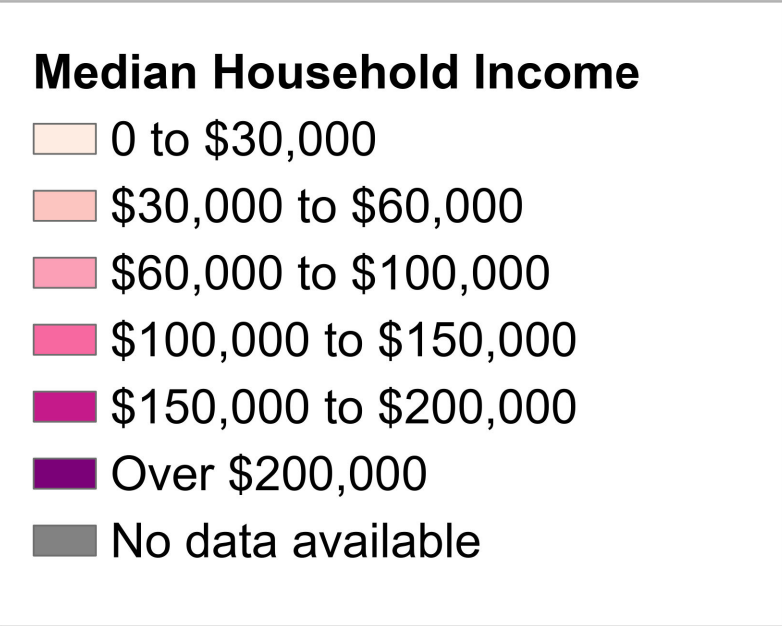 Median Household Income
0 to $30,000
$30,000 to $60,000
$60,000 to $100,000
$100,000 to $150,000
$150,000 to $200,000
Over $200,000
No data available